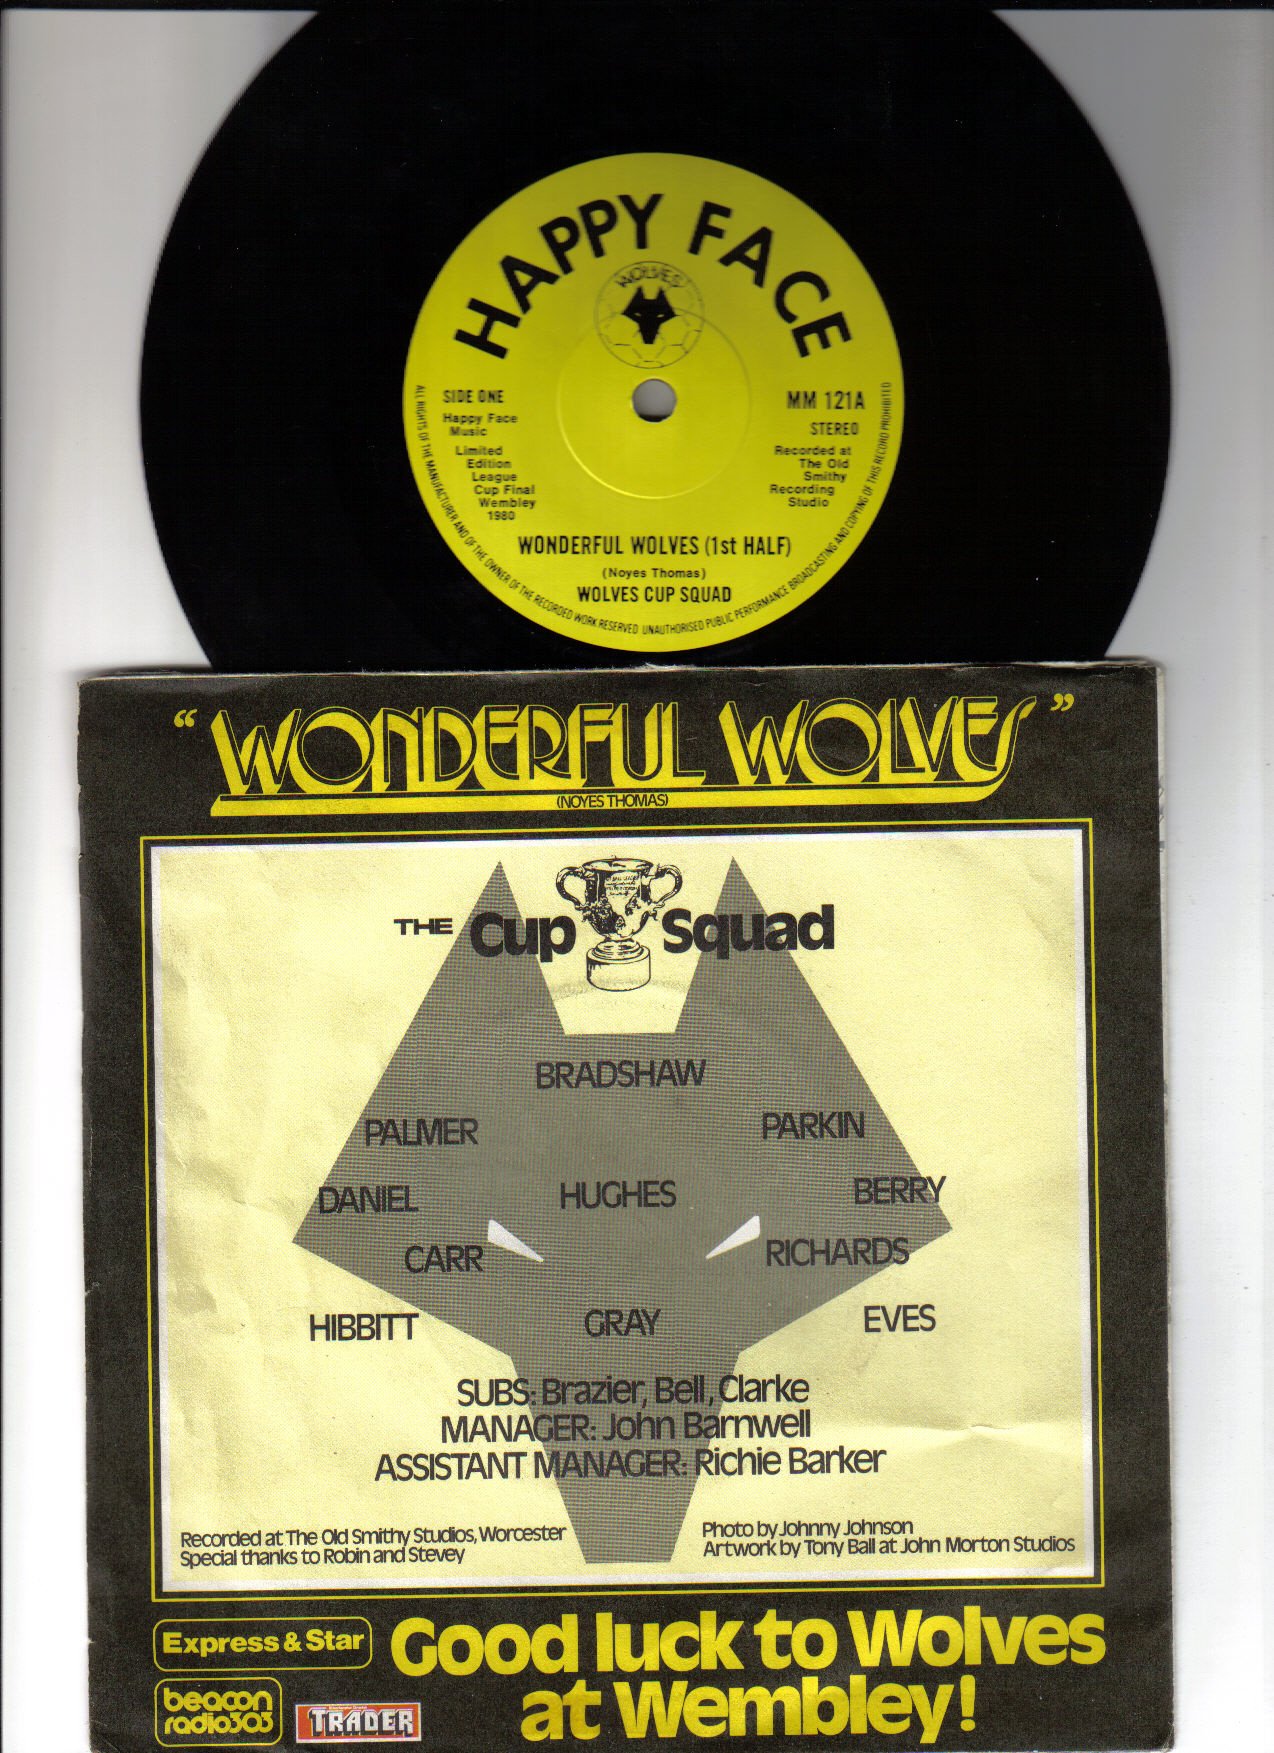 HAPPY FACE
WOLVES
SIDE ONE
Happy Face
Music
Limited
Edition
League
Cup Final
Wembley
1980
MM 121A
STEREO
Recorded at
The Old
Smithy
Recording
Studio
WONDERFUL WOLVES (1st HALF)
(Noyes Thomas)
WOLVES CUP SQUAD
ALL RIGHTS OF THE MANUFACTURER AND OF THE OWNER OF THE RECORDED WORK RESERVED UNAUTHORISED PUBLIC PERFORMANCE BROADCASTING AND COPYING OF THIS RECORD PROHIBITED
"WONDERFUL WOLVES"
(NOYES THOMAS)
THE Cup Squad
BRADSHAW
PALMER PARKIN
DANIEL HUGHES BERRY
CARR RICHARDS
HIBBITT GRAY EVES
SUBS: Brazier, Bell, Clarke
MANAGER: John Barnwell
ASSISTANT MANAGER: Richie Barker
Recorded at The Old Smithy Studios, Worcester
Special thanks to Robin and Stevey
Photo by Johnny Johnson
Artwork by Tony Ball at John Morton Studios
Express & Star
beacon
radio303
TRADER
Good luck to Wolves
at Wembley!